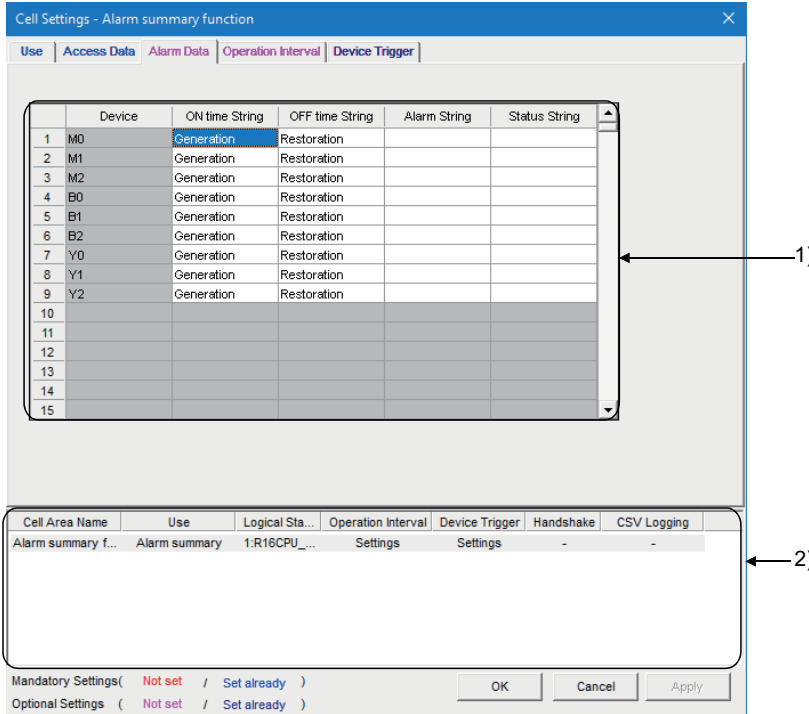 Cell Settings - Alarm summary function
Use Access Data Alarm Data Operation Interval Device Trigger
Device ON time String OFF time String Alarm String Status String
1 M0 Generation Restoration
2 M1 Generation Restoration
3 M2 Generation Restoration
4 B0 Generation Restoration
5 B1 Generation Restoration
6 B2 Generation Restoration
7 Y0 Generation Restoration
8 Y1 Generation Restoration
9 Y2 Generation Restoration
10
11
12
13
14
15
1)
Cell Area Name Use Logical Sta... Operation Interval Device Trigger Handshake CSV Logging
Alarm summary f... Alarm summary 1:R16CPU_... Settings Settings - -
2)
Mandatory Settings( Not set / Set already )
Optional Settings ( Not set / Set already )
OK Cancel Apply